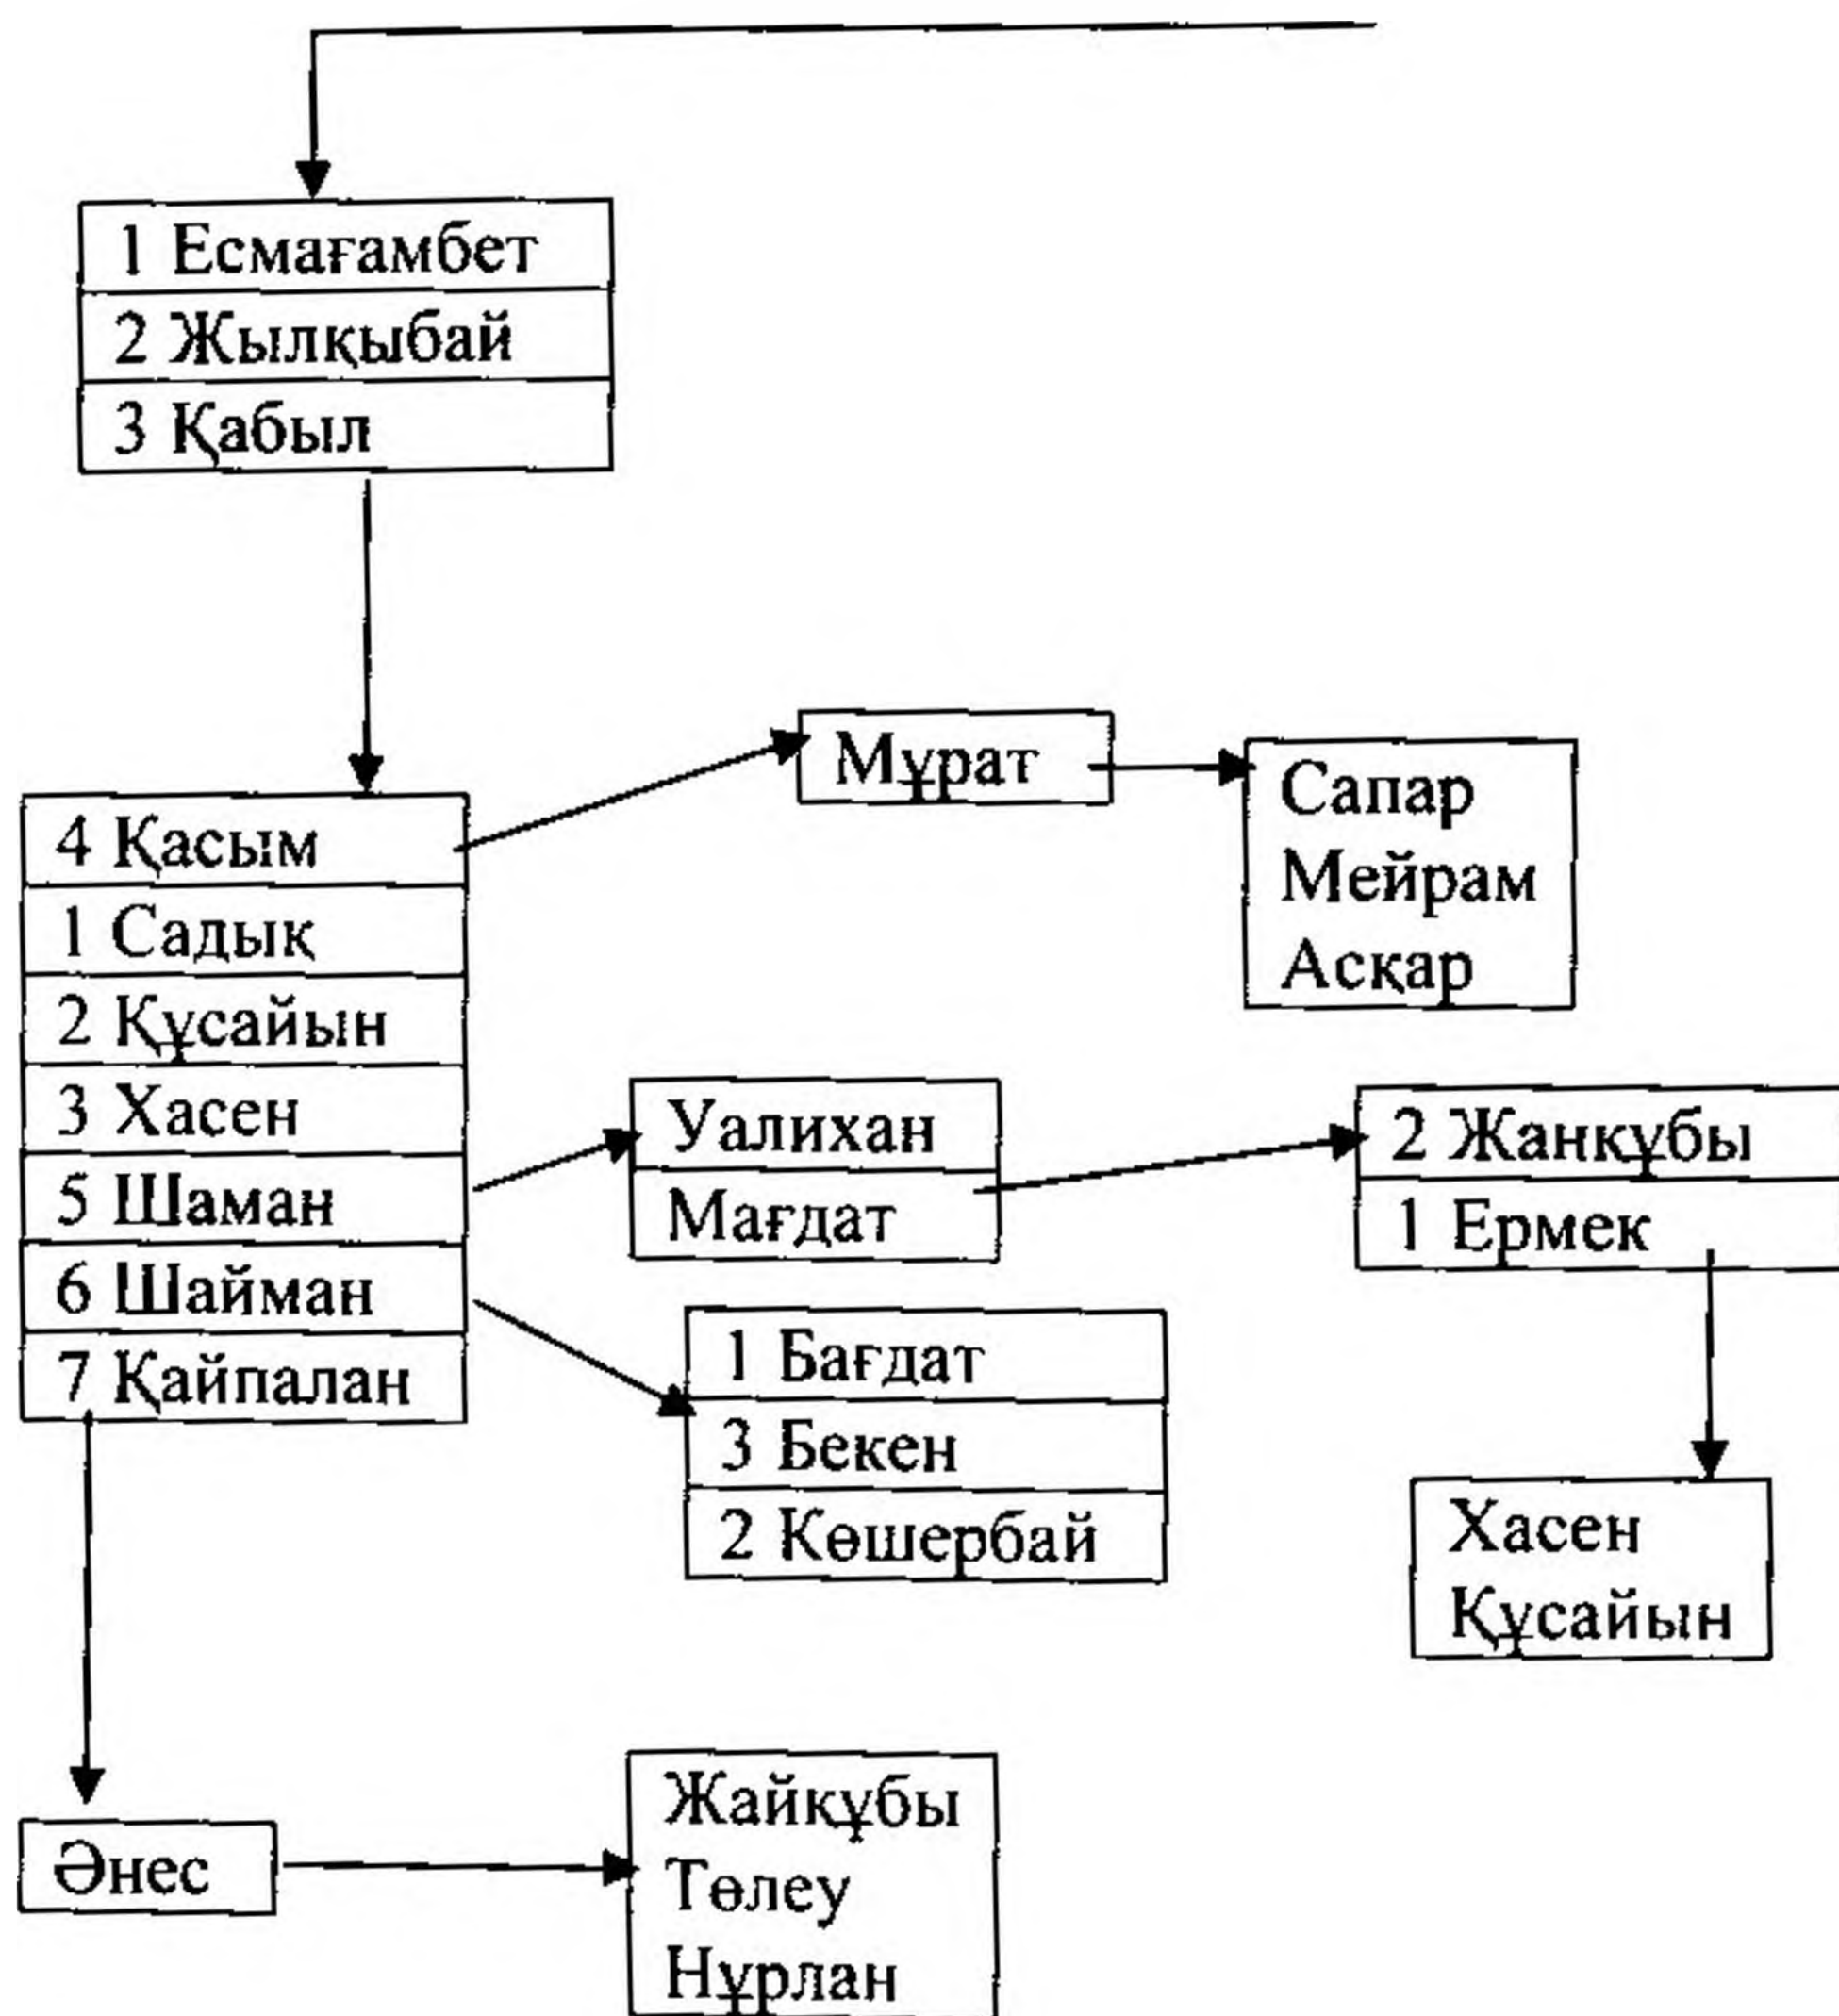 1 Есмағамбет
2 Жылқыбай
3 Қабыл
4 Қасым
1 Садық
2 Құсайын
3 Хасен
5 Шаман
6 Шайман
7 Қайпалан
Мұрат
Сапар
Мейрам
Асқар
Уалихан
Мағдат
2 Жанқұбы
1 Ермек
1 Бағдат
3 Бекен
2 Көшербай
Хасен
Құсайын
Әнес
Жайқұбы
Төлеу
Нұрлан